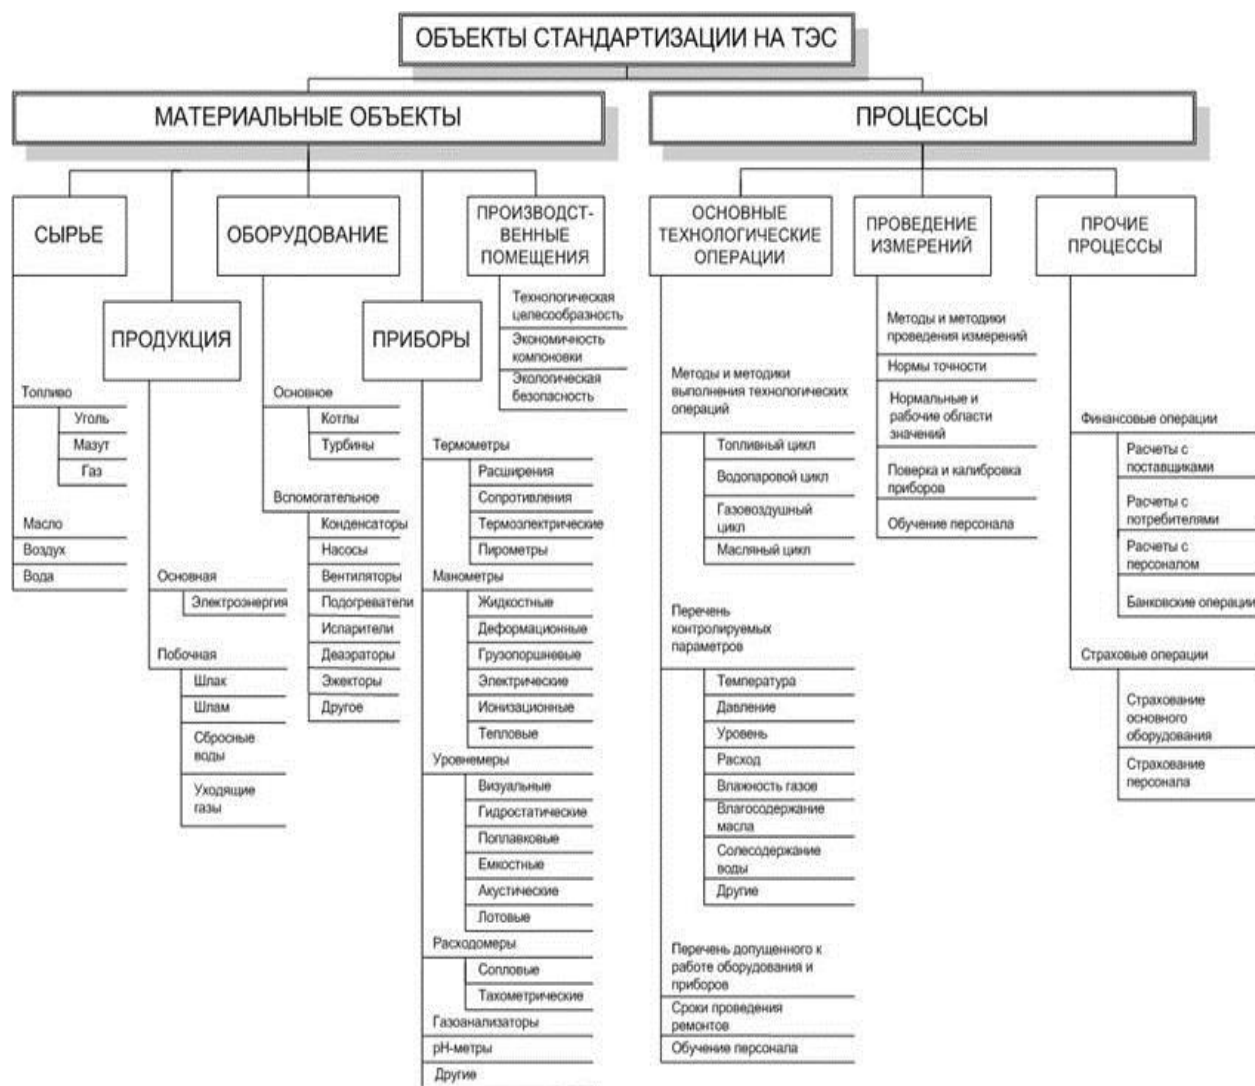 ОБЪЕКТЫ СТАНДАРТИЗАЦИИ НА ТЭС
МАТЕРИАЛЬНЫЕ ОБЪЕКТЫ
СЫРЬЕ
Топливо
Уголь
Мазут
Газ
Масло
Воздух
Вода
ПРОДУКЦИЯ
Основная
Электроэнергия
Побочная
Шлак
Шлам
Сбросные
воды
Уходящие
газы
ОБОРУДОВАНИЕ
Основное
Котлы
Турбины
Вспомогательное
Конденсаторы
Насосы
Вентиляторы
Подогреватели
Испарители
Деаэраторы
Эжекторы
Другое
ПРИБОРЫ
Термометры
Расширения
Сопротивления
Термоэлектрические
Пирометры
Манометры
Жидкостные
Деформационные
Грузопоршневые
Электрические
Ионизационные
Тепловые
Уровнемеры
Визуальные
Гидростатические
Поплавковые
Емкостные
Акустические
Лотовые
Расходомеры
Сопловые
Тахометрические
Газоанализаторы
pH-метры
Другие
ПРОИЗВОДСТ-
ВЕННЫЕ
ПОМЕЩЕНИЯ
Технологическая
целесообразность
Экономичность
компоновки
Экологическая
безопасность
ПРОЦЕССЫ
ОСНОВНЫЕ
ТЕХНОЛОГИЧЕСКИЕ
ОПЕРАЦИИ
Методы и методики
выполнения технологических
операций
Топливный цикл
Водопаровой цикл
Газовоздушный
цикл
Масляный цикл
Перечень
контролируемых
параметров
Температура
Давление
Уровень
Расход
Влажность газов
Влагосодержание
масла
Солесодержание
воды
Другие
Перечень допущенного к
работе оборудования и
приборов
Сроки проведения
ремонтов
Обучение персонала
ПРОВЕДЕНИЕ
ИЗМЕРЕНИЙ
Методы и методики
проведения измерений
Нормы точности
Нормальные и
рабочие области
значений
Поверка и калибровка
приборов
Обучение персонала
ПРОЧИЕ
ПРОЦЕССЫ
Финансовые операции
Расчеты с
поставщиками
Расчеты с
потребителями
Расчеты с
персоналом
Банковские операции
Страховые операции
Страхование
основного
оборудования
Страхование
персонала